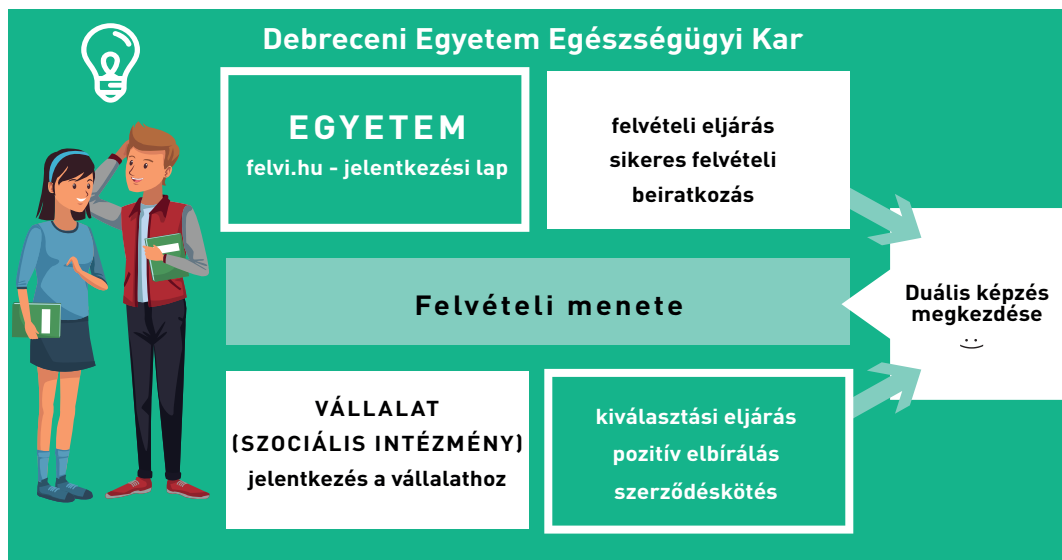 Debreceni Egyetem Egészségügyi Kar
EGYETEM
felvi.hu - jelentkezési lap
felvételi eljárás
sikeres felvételi
beiratkozás
Felvételi menete
Duális képzés
megkezdése
:)
VÁLLALAT
(SZOCIÁLIS INTÉZMÉNY)
jelentkezés a vállalathoz
kiválasztási eljárás
pozitív elbírálás
szerződéskötés